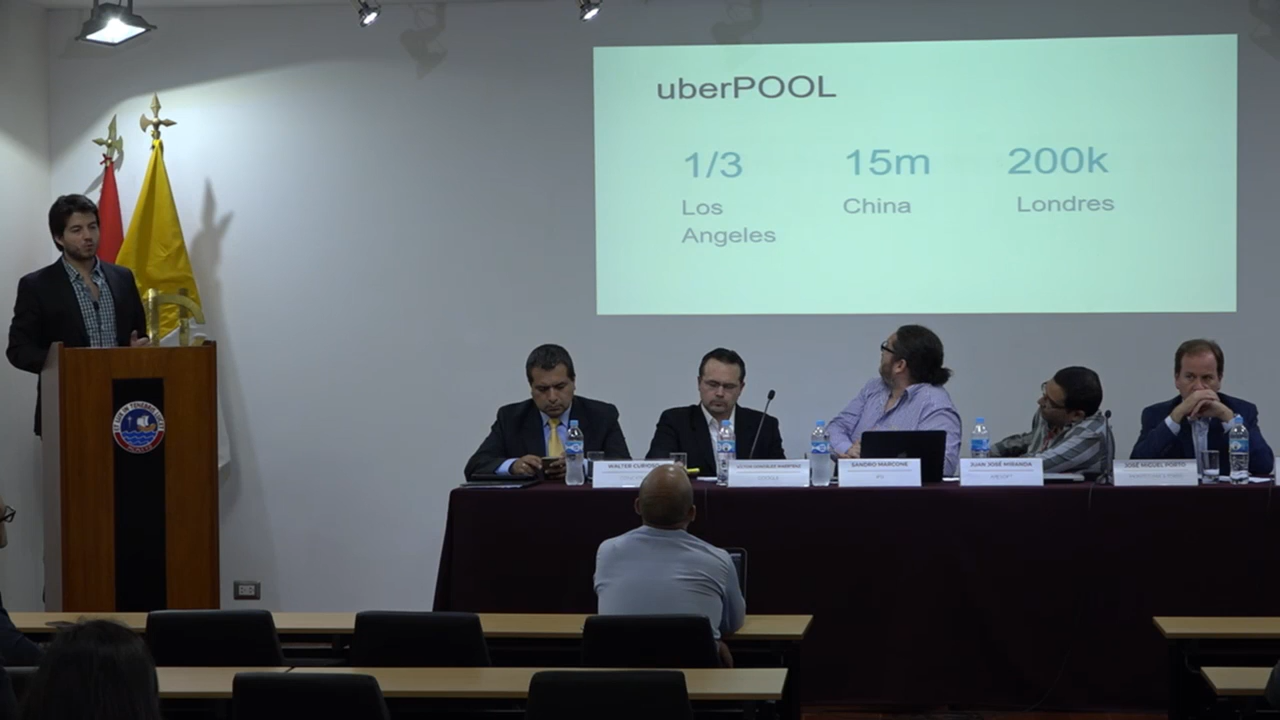 uberPOOL
1/3
15m
200k
Los
Angeles
China
Londres
WALTER CURIOSO
SANDRO MARCONE
JUAN JOSÉ MIRANDA
JOSÉ MIGUEL PORTO